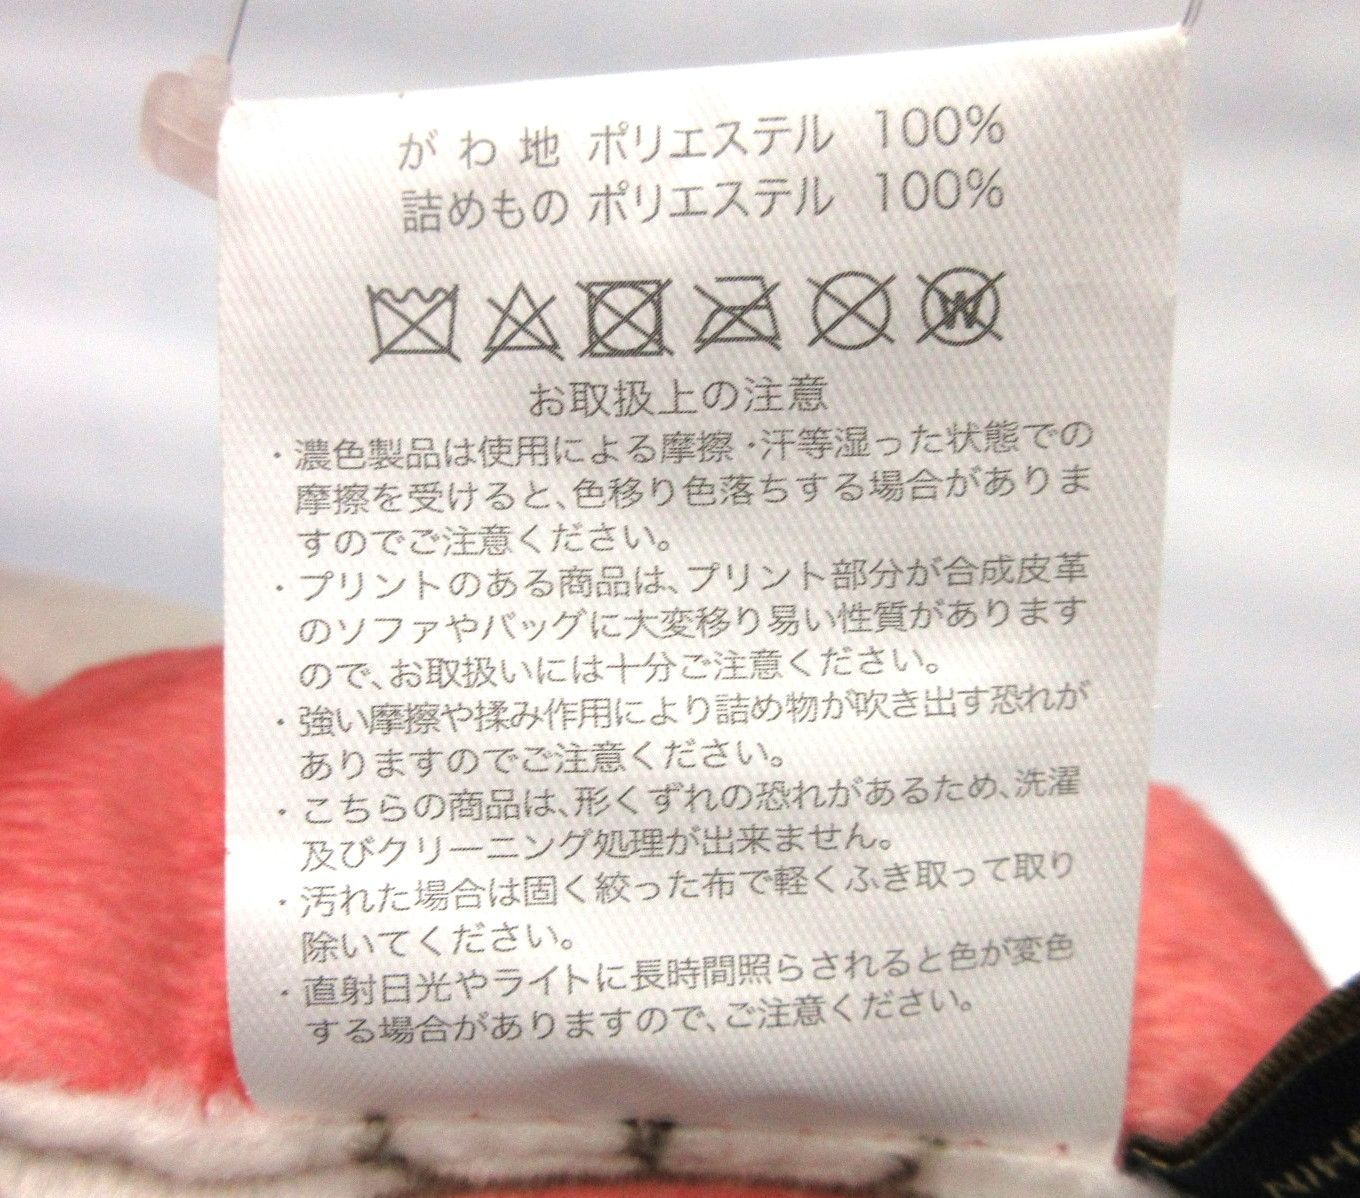 がわ地 ポリエステル 100%
詰めもの ポリエステル 100%
W
お取扱上の注意
・濃色製品は使用による摩擦・汗等湿った状態での
摩擦を受けると、色移り色落ちする場合がありま
すのでご注意ください。
・プリントのある商品は、プリント部分が合成皮革
のソファやバッグに大変移り易い性質があります
ので、お取扱いには十分ご注意ください。
・強い摩擦や揉み作用により詰め物が吹き出す恐れが
ありますのでご注意ください。
・こちらの商品は、形くずれの恐れがあるため、洗濯
及びクリーニング処理が出来ません。
・汚れた場合は固く絞った布で軽くふき取って取り
除いてください。
・直射日光やライトに長時間照らされると色が変色
する場合がありますので、ご注意ください。